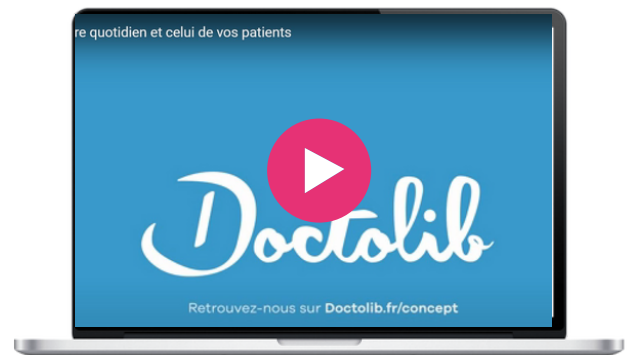 re quotidien et celui de vos patients
Doctolib
Retrouvez-nous sur Doctolib.fr/concept